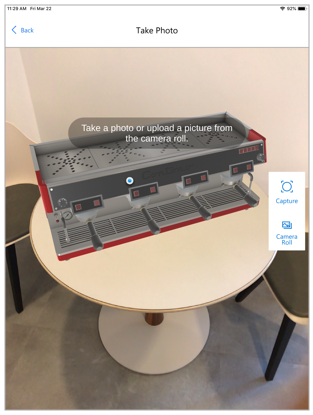 11:29 AM Fri Mar 22
92%
Back
Take Photo
Take a photo or upload a picture from
the camera roll.
Capture
Camera
Roll